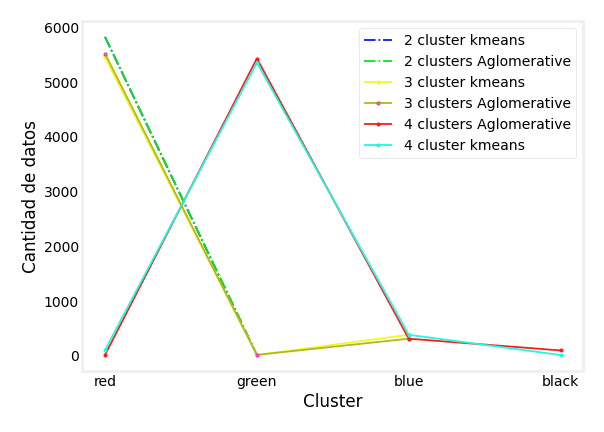 6000
5000
4000
3000
2000
1000
0
Cantidad de datos
2 cluster kmeans
2 clusters Aglomerative
3 cluster kmeans
3 clusters Aglomerative
4 clusters Aglomerative
4 cluster kmeans
red green blue black
Cluster